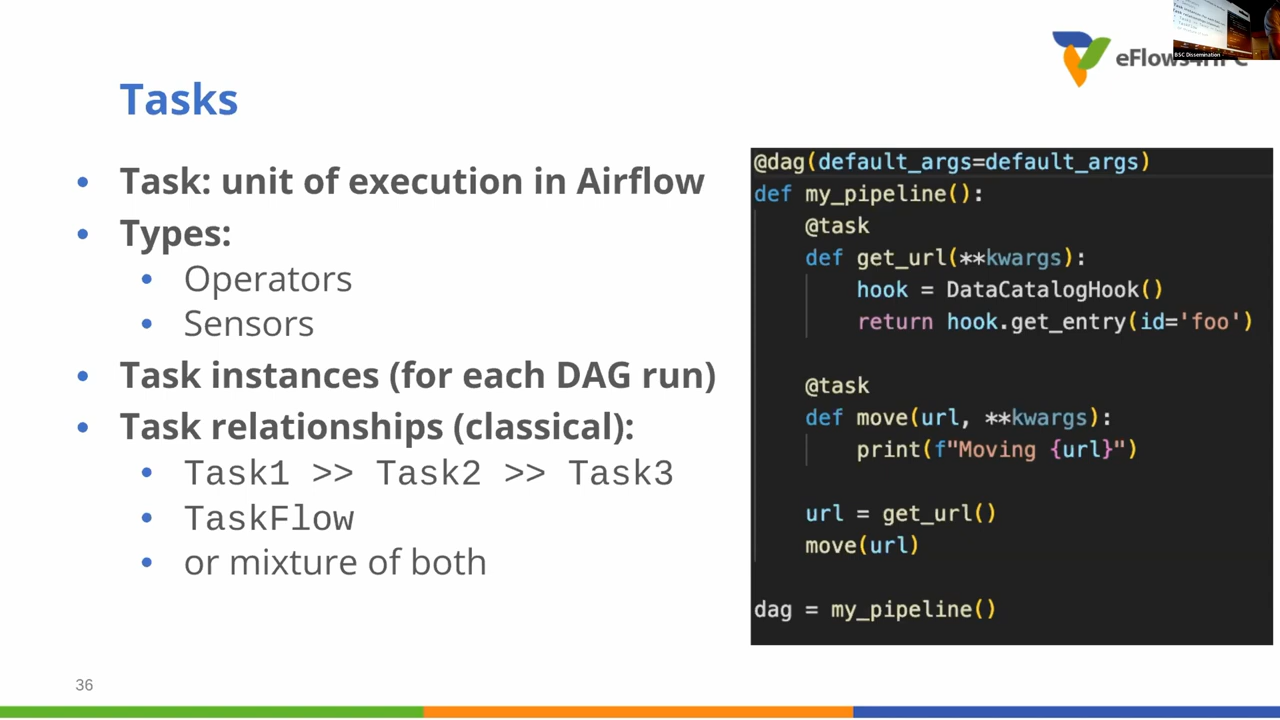 Tasks
• Task: unit of execution in Airflow
• Types:
• Operators
• Sensors
• Task instances (for each DAG run)
• Task relationships (classical):
• Task1 >> Task2 >> Task3
• TaskFlow
• or mixture of both
@dag(default_args=default_args)
def my_pipeline():
    @task
    def get_url(**kwargs):
        hook = DataCatalogHook()
        return hook.get_entry(id='foo')
    @task
    def move(url, **kwargs):
        print(f"Moving {url}")
    url = get_url()
    move(url)
dag = my_pipeline()
36
BSC Dissemination